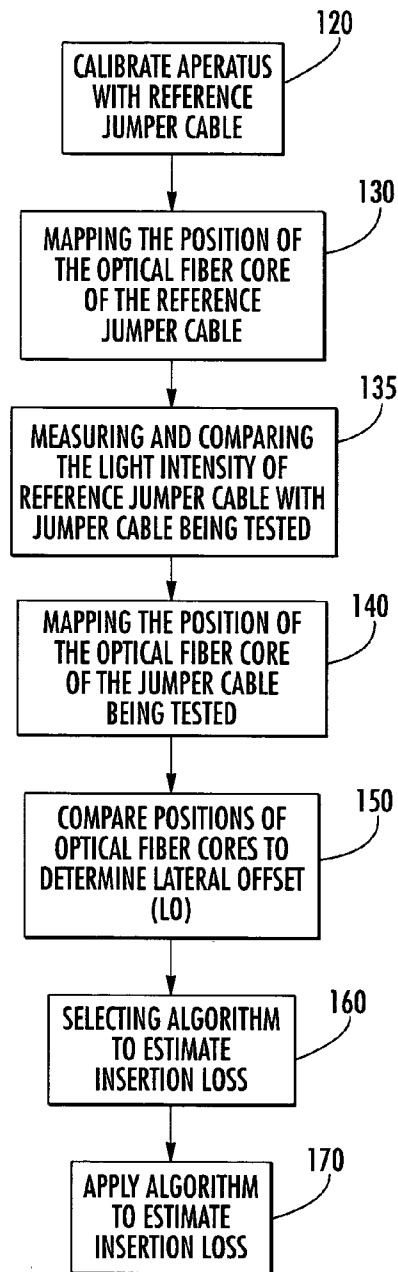 120
CALIBRATE APERATUS
WITH REFERENCE
JUMPER CABLE
130
MAPPING THE POSITION OF
THE OPTICAL FIBER CORE
OF THE REFERENCE
JUMPER CABLE
135
MEASURING AND COMPARING
THE LIGHT INTENSITY OF
REFERENCE JUMPER CABLE WITH
JUMPER CABLE BEING TESTED
140
MAPPING THE POSITION OF
THE OPTICAL FIBER CORE
OF THE JUMPER CABLE
BEING TESTED
150
COMPARE POSITIONS OF
OPTICAL FIBER CORES TO
DETERMINE LATERAL OFFSET
(LO)
160
SELECTING ALGORITHM
TO ESTIMATE
INSERTION LOSS
170
APPLY ALGORITHM
TO ESTIMATE
INSERTION LOSS